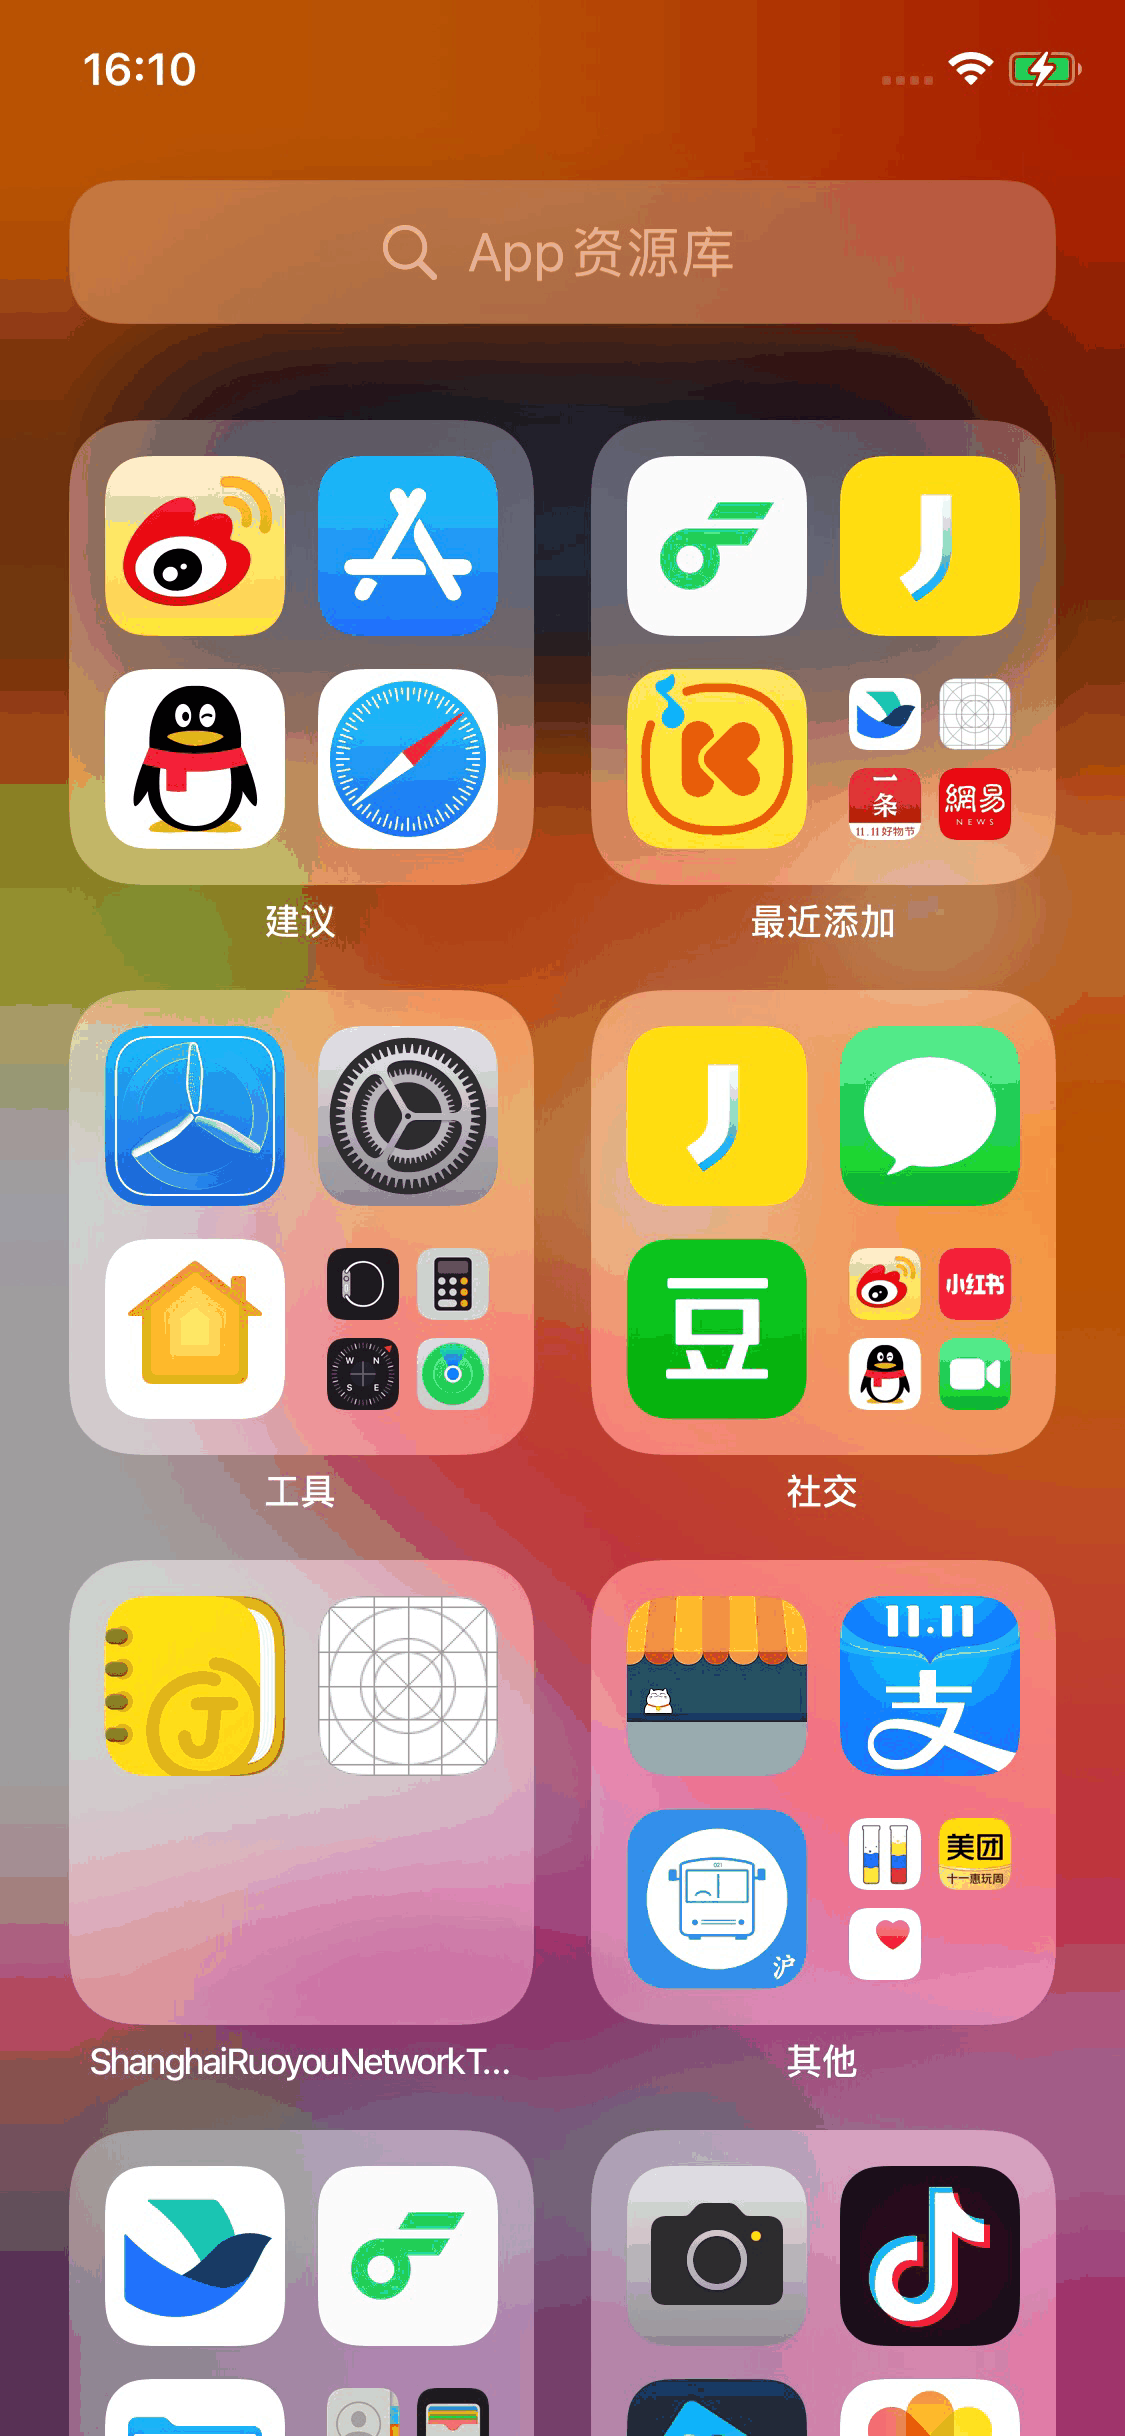 16:10
App资源库
一条
11.11好物节
網易
NEWS
建议
最近添加
W N
S E
豆
小红书
工具
社交
J
11.11
支
021
沪
美团
十一惠玩周
ShanghaiRuoyouNetworkT...
其他